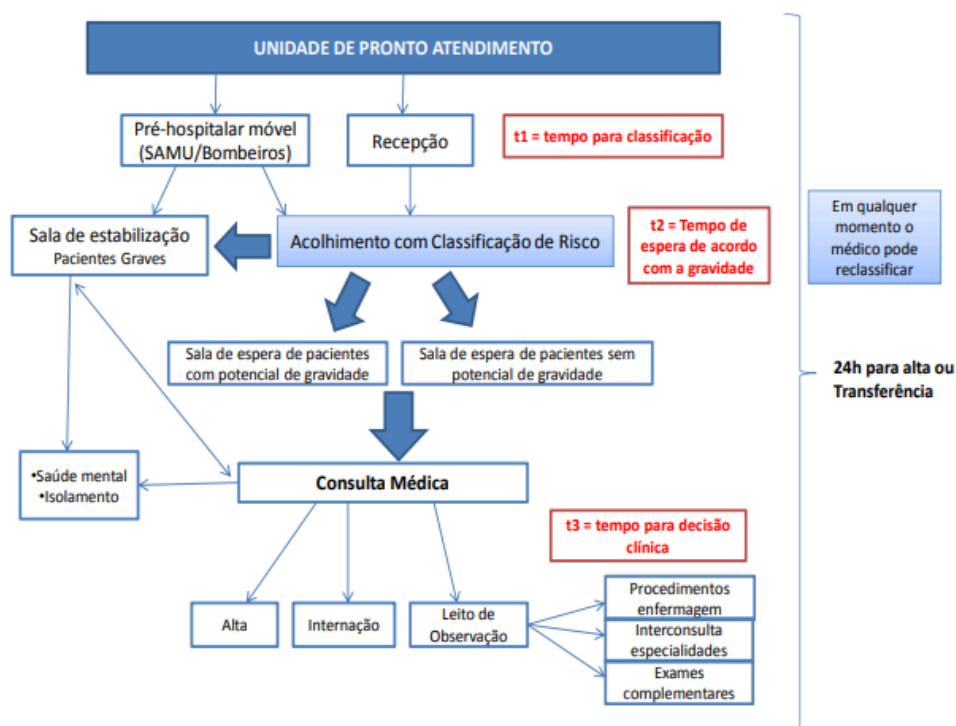 UNIDADE DE PRONTO ATENDIMENTO
Pré-hospitalar móvel
(SAMU/Bombeiros)
Recepção
t1 = tempo para classificação
Sala de estabilização
Pacientes Graves
Acolhimento com Classificação de Risco
t2 = Tempo de
espera de acordo
com a gravidade
Em qualquer
momento o
médico pode
reclassificar
Sala de espera de pacientes
com potencial de gravidade
Sala de espera de pacientes sem
potencial de gravidade
24h para alta ou
Transferência
•Saúde mental
•Isolamento
Consulta Médica
t3 = tempo para decisão
clínica
Alta
Internação
Leito de
Observação
Procedimentos
enfermagem
Interconsulta
especialidades
Exames
complementares